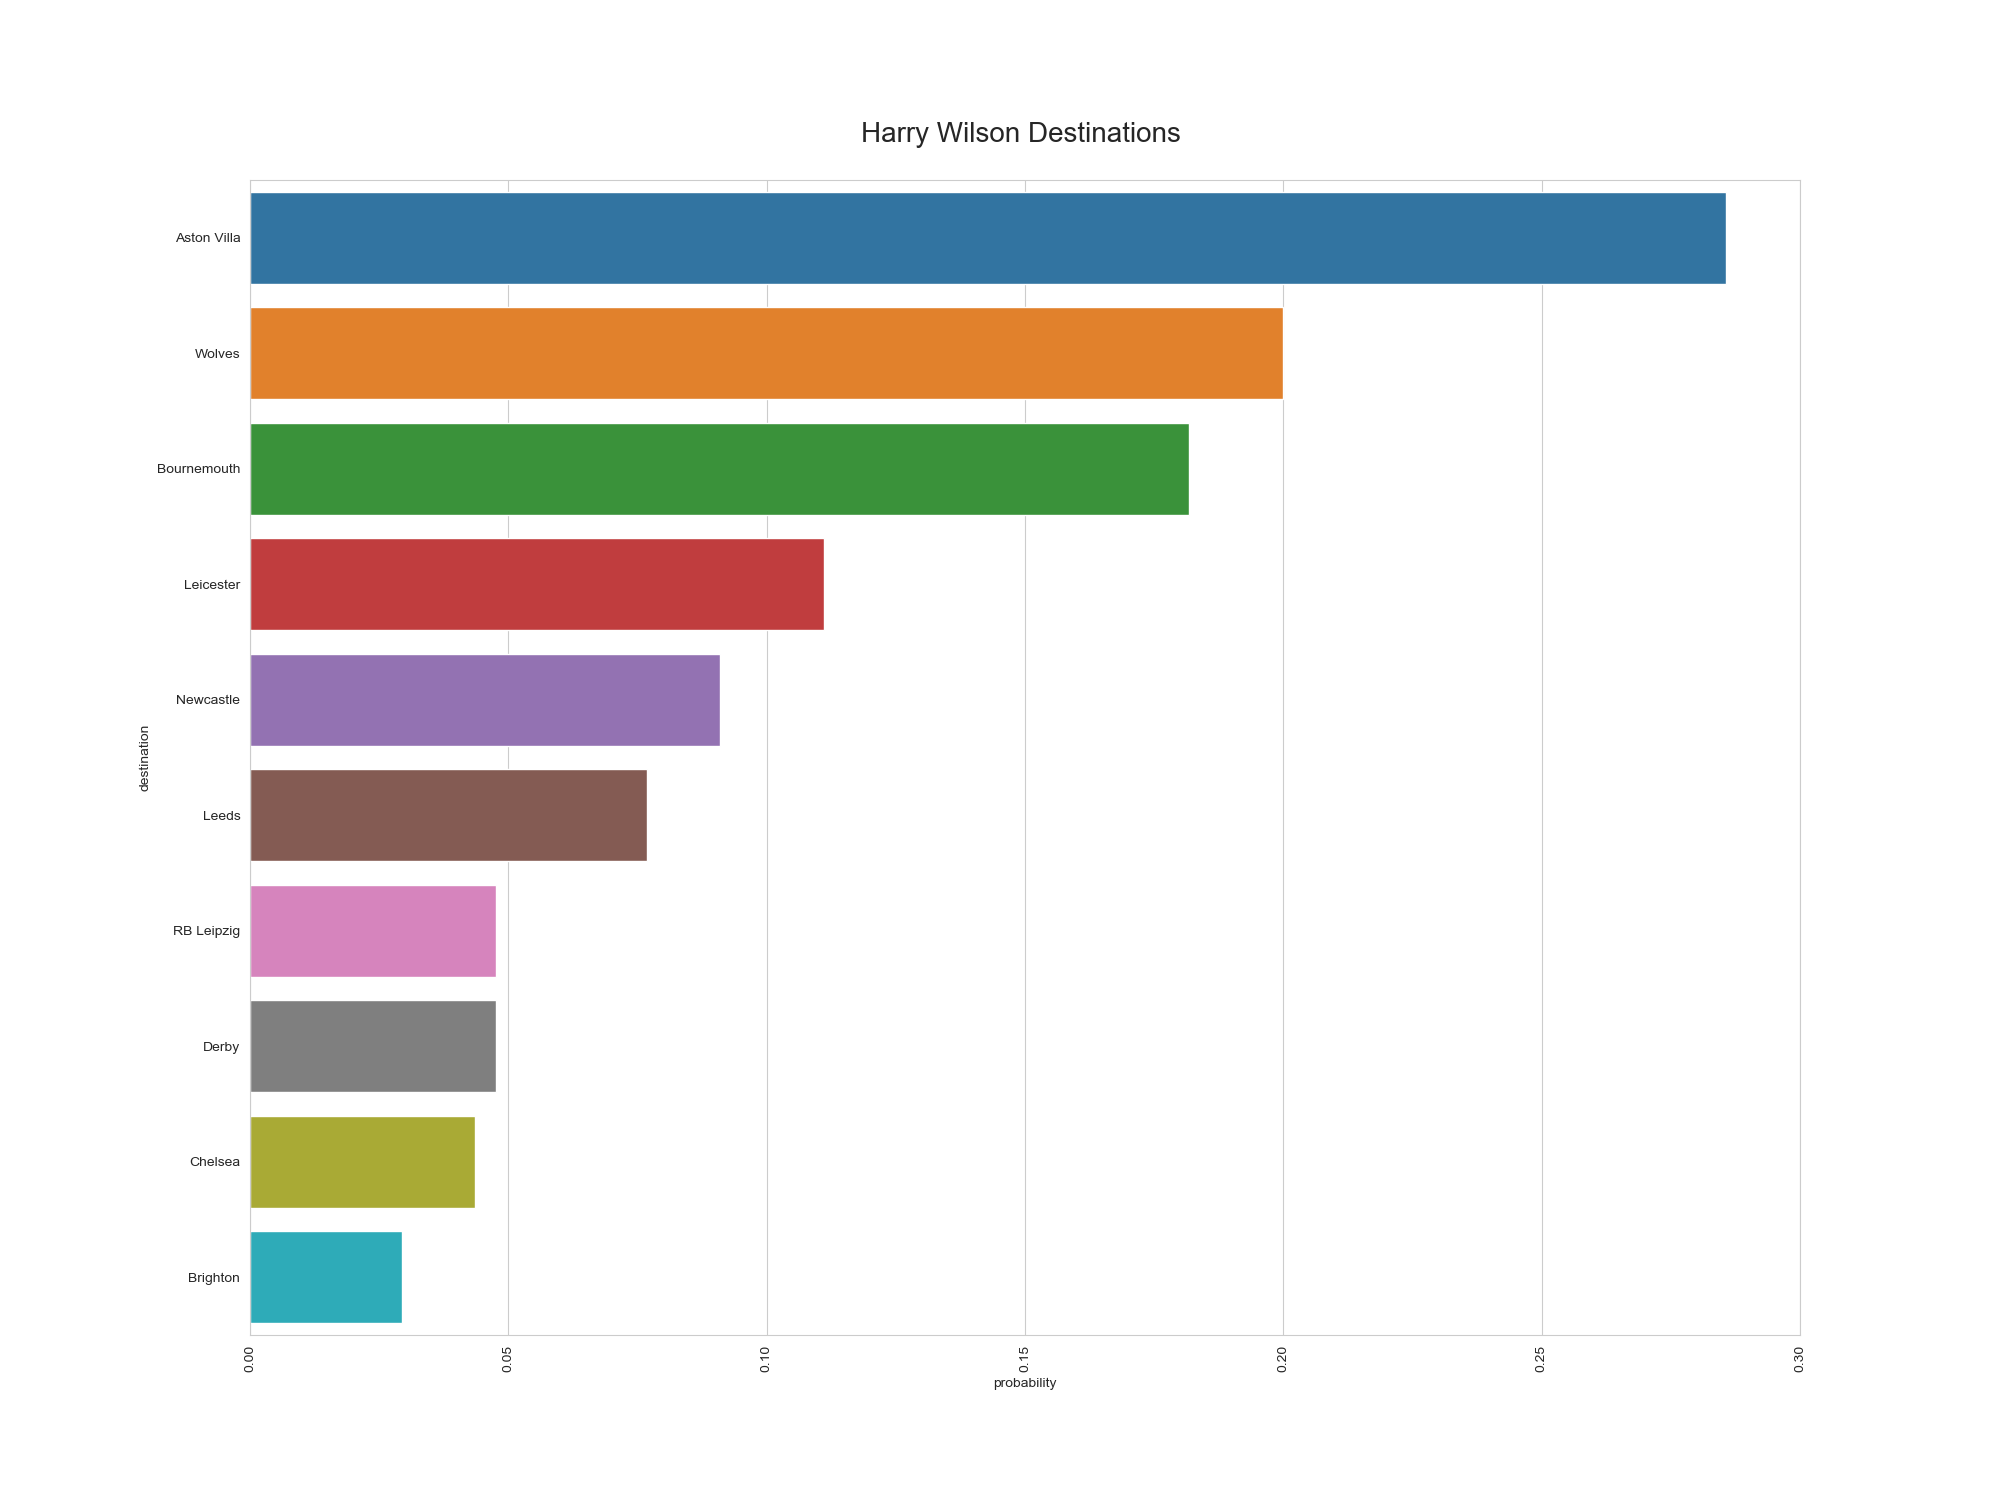 Harry Wilson Destinations
destination
Aston Villa
Wolves
Bournemouth
Leicester
Newcastle
Leeds
RB Leipzig
Derby
Chelsea
Brighton
0.00 0.05 0.10 0.15 0.20 0.25 0.30
probability